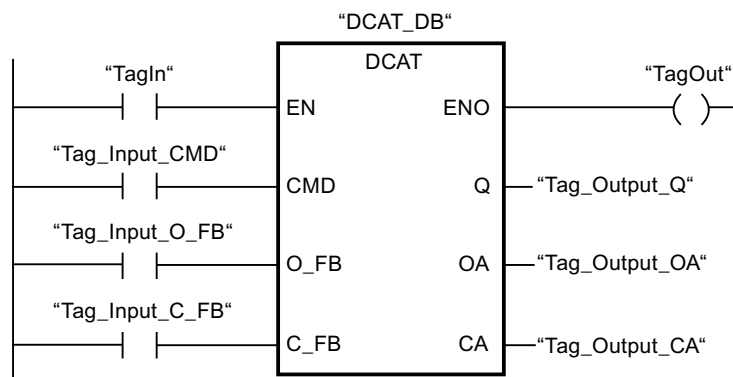 “DCAT_DB“
DCAT
“TagIn“ EN ENO “TagOut“
“Tag_Input_CMD“ CMD Q “Tag_Output_Q“
“Tag_Input_O_FB“ O_FB OA “Tag_Output_OA“
“Tag_Input_C_FB“ C_FB CA “Tag_Output_CA“